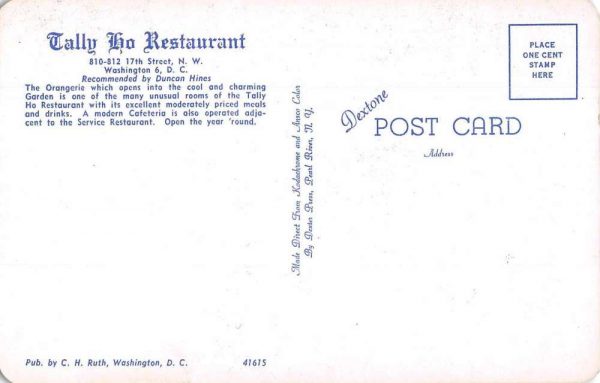 Tally Ho Restaurant
810-812 17th Street, N. W.
Washington 6, D. C.
Recommended by Duncan Hines
The Orangerie which opens into the cool and charming
Garden is one of the many unusual rooms of the Tally
Ho Restaurant with its excellent moderately priced meals
and drinks. A modern Cafeteria is also operated adja-
cent to the Service Restaurant. Open the year 'round.
Pub. by C. H. Ruth, Washington, D. C.
41615
Made Direct From Kodachrome and Ansco Color
By Dexter Press, Pearl River, N. Y.
Dextone
POST CARD
Address
PLACE
ONE CENT
STAMP
HERE